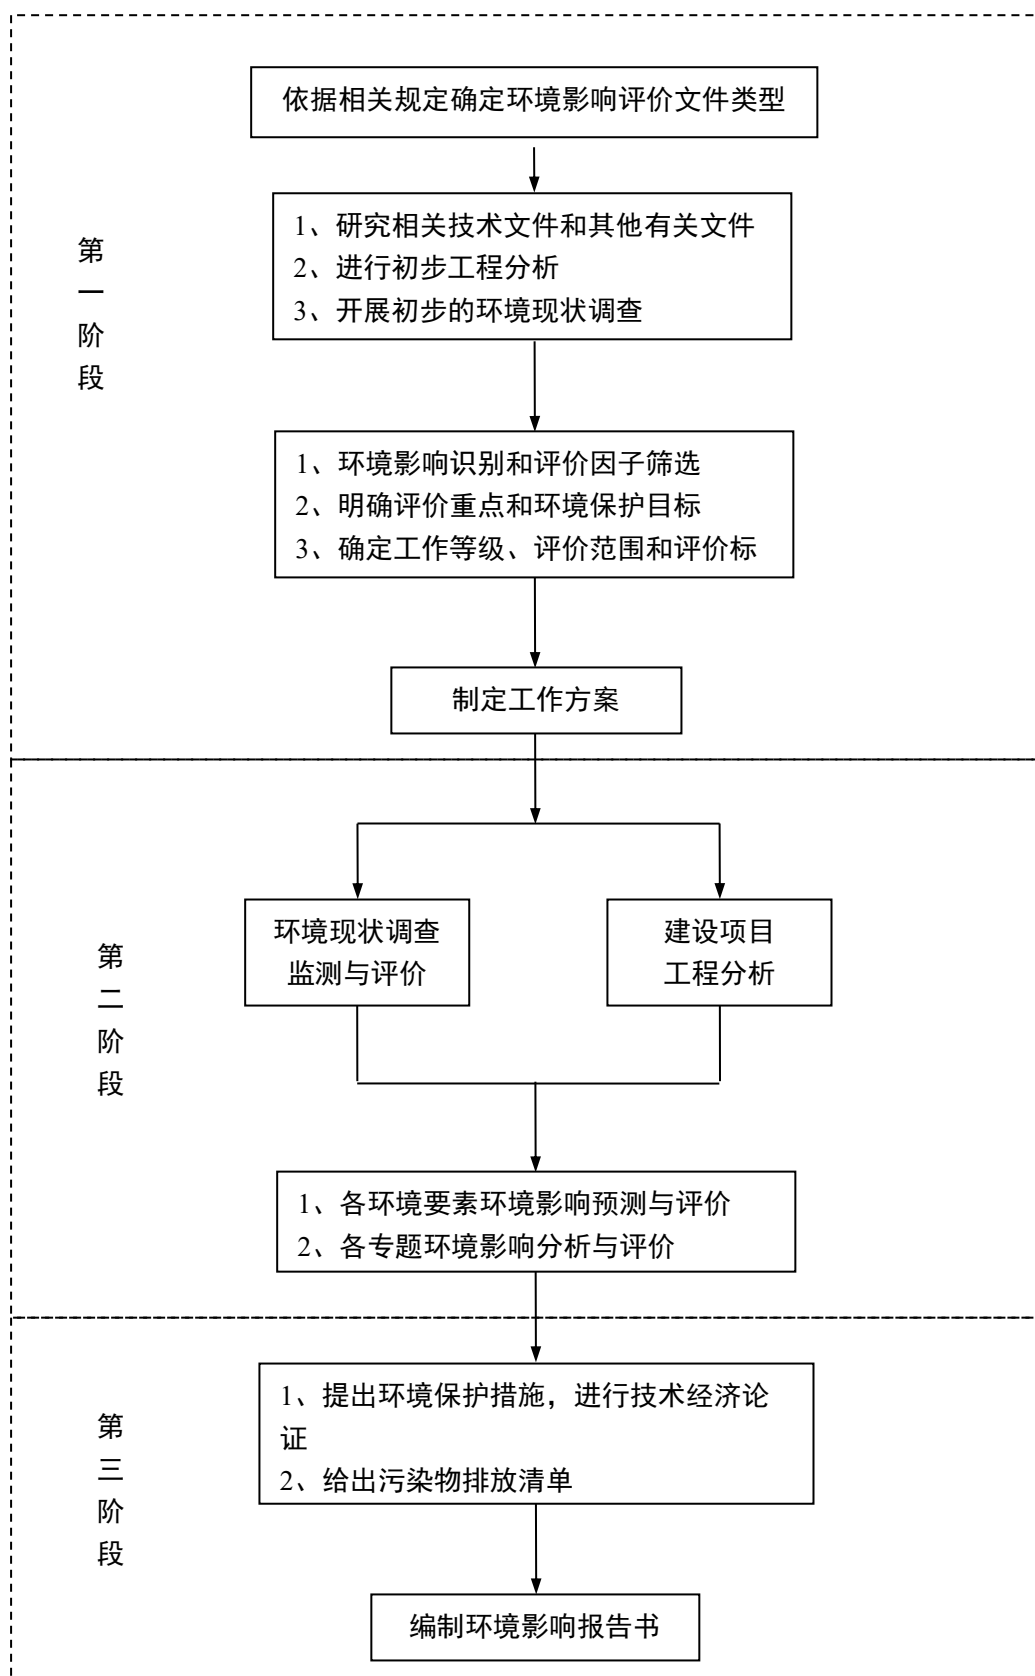 依据相关规定确定环境影响评价文件类型
第一阶段
1、研究相关技术文件和其他有关文件
2、进行初步工程分析
3、开展初步的环境现状调查
1、环境影响识别和评价因子筛选
2、明确评价重点和环境保护目标
3、确定工作等级、评价范围和评价标
制定工作方案
第二阶段
环境现状调查
监测与评价
建设项目
工程分析
1、各环境要素环境影响预测与评价
2、各专题环境影响分析与评价
第三阶段
1、提出环境保护措施，进行技术经济论
证
2、给出污染物排放清单
编制环境影响报告书